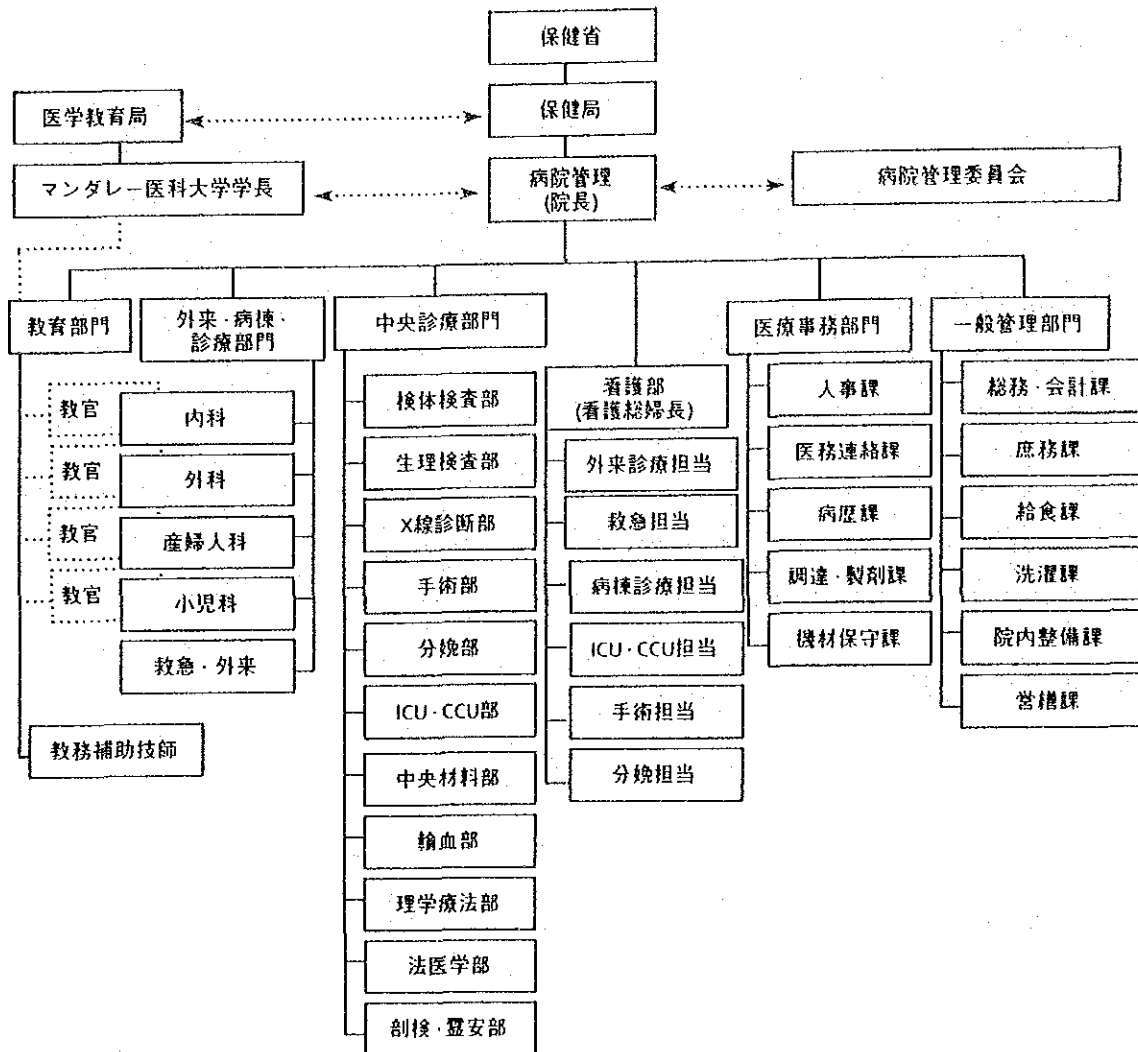 保健省
医学教育局
保健局
マンダレー医科大学学長
病院管理
(院長)
病院管理委員会
教育部門
外来・病棟・
診療部門
中央診療部門
医療事務部門
一般管理部門
教官
内科
教官
外科
教官
産婦人科
教官
小児科
救急・外来
教務補助技師
検体検査部
生理検査部
X線診断部
手術部
分娩部
ICU・CCU部
中央材料部
輸血部
理学療法部
法医学部
剖検・霊安部
看護部
(看護総婦長)
外来診療担当
救急担当
病棟診療担当
ICU・CCU担当
手術担当
分娩担当
人事課
医務連絡課
病歴課
調達・製剤課
機材保守課
総務・会計課
庶務課
給食課
洗濯課
院内整備課
営繕課